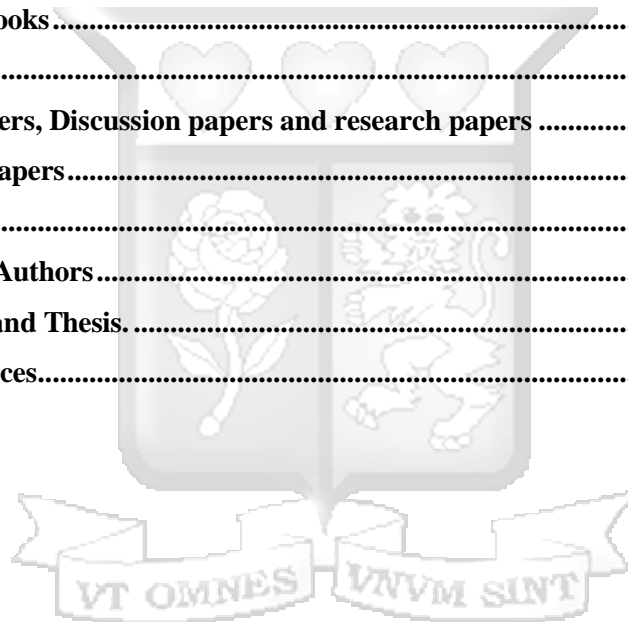 ooks ..........................................................................................
..........................................................................................
ers, Discussion papers and research papers ..............
apers ..........................................................................................
..........................................................................................
Authors ..........................................................................................
and Thesis. ..........................................................................................
ces ..........................................................................................
VT OMNES VNVM SINT